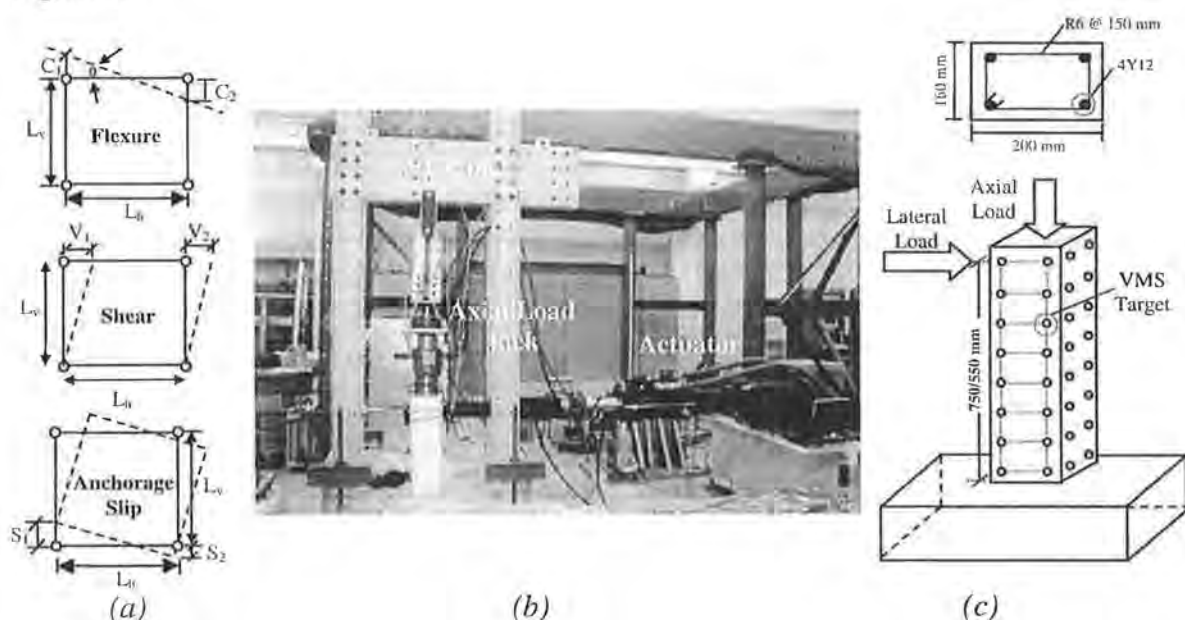 C₁
θ
C₂
Lᵥ
Flexure
Lₕ
V₁
V₂
Lᵥ
Shear
Lₕ
Anchorage
Slip
Lᵥ
S₁
S₂
Lₕ
(a)
Axial Load
Jack
Actuator
(b)
R6 @ 150 mm
4Y12
160 mm
200 mm
Axial
Load
Lateral
Load
VMS
Target
750/550 mm
(c)